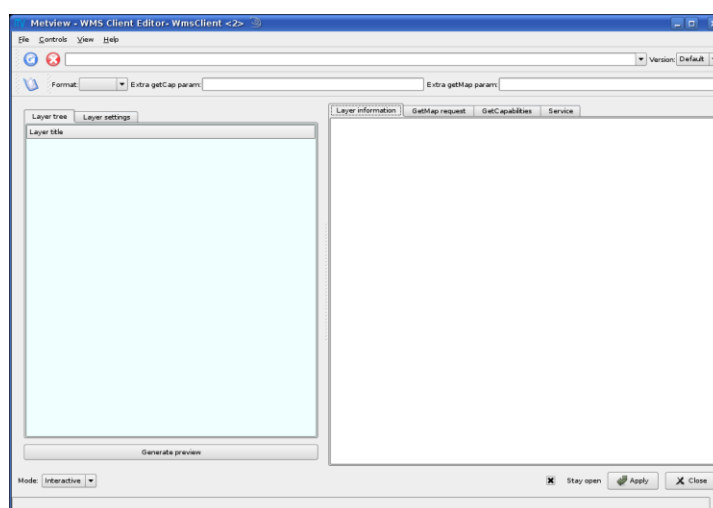 Metview - WMS Client Editor- WmsClient <2>
File Controls View Help
Version: Default
Format: Extra getCap param: Extra getMap param:
Layer tree Layer settings Layer information GetMap request GetCapabilities Service
Layer title
Generate preview
Mode: Interactive Stay open Apply Close